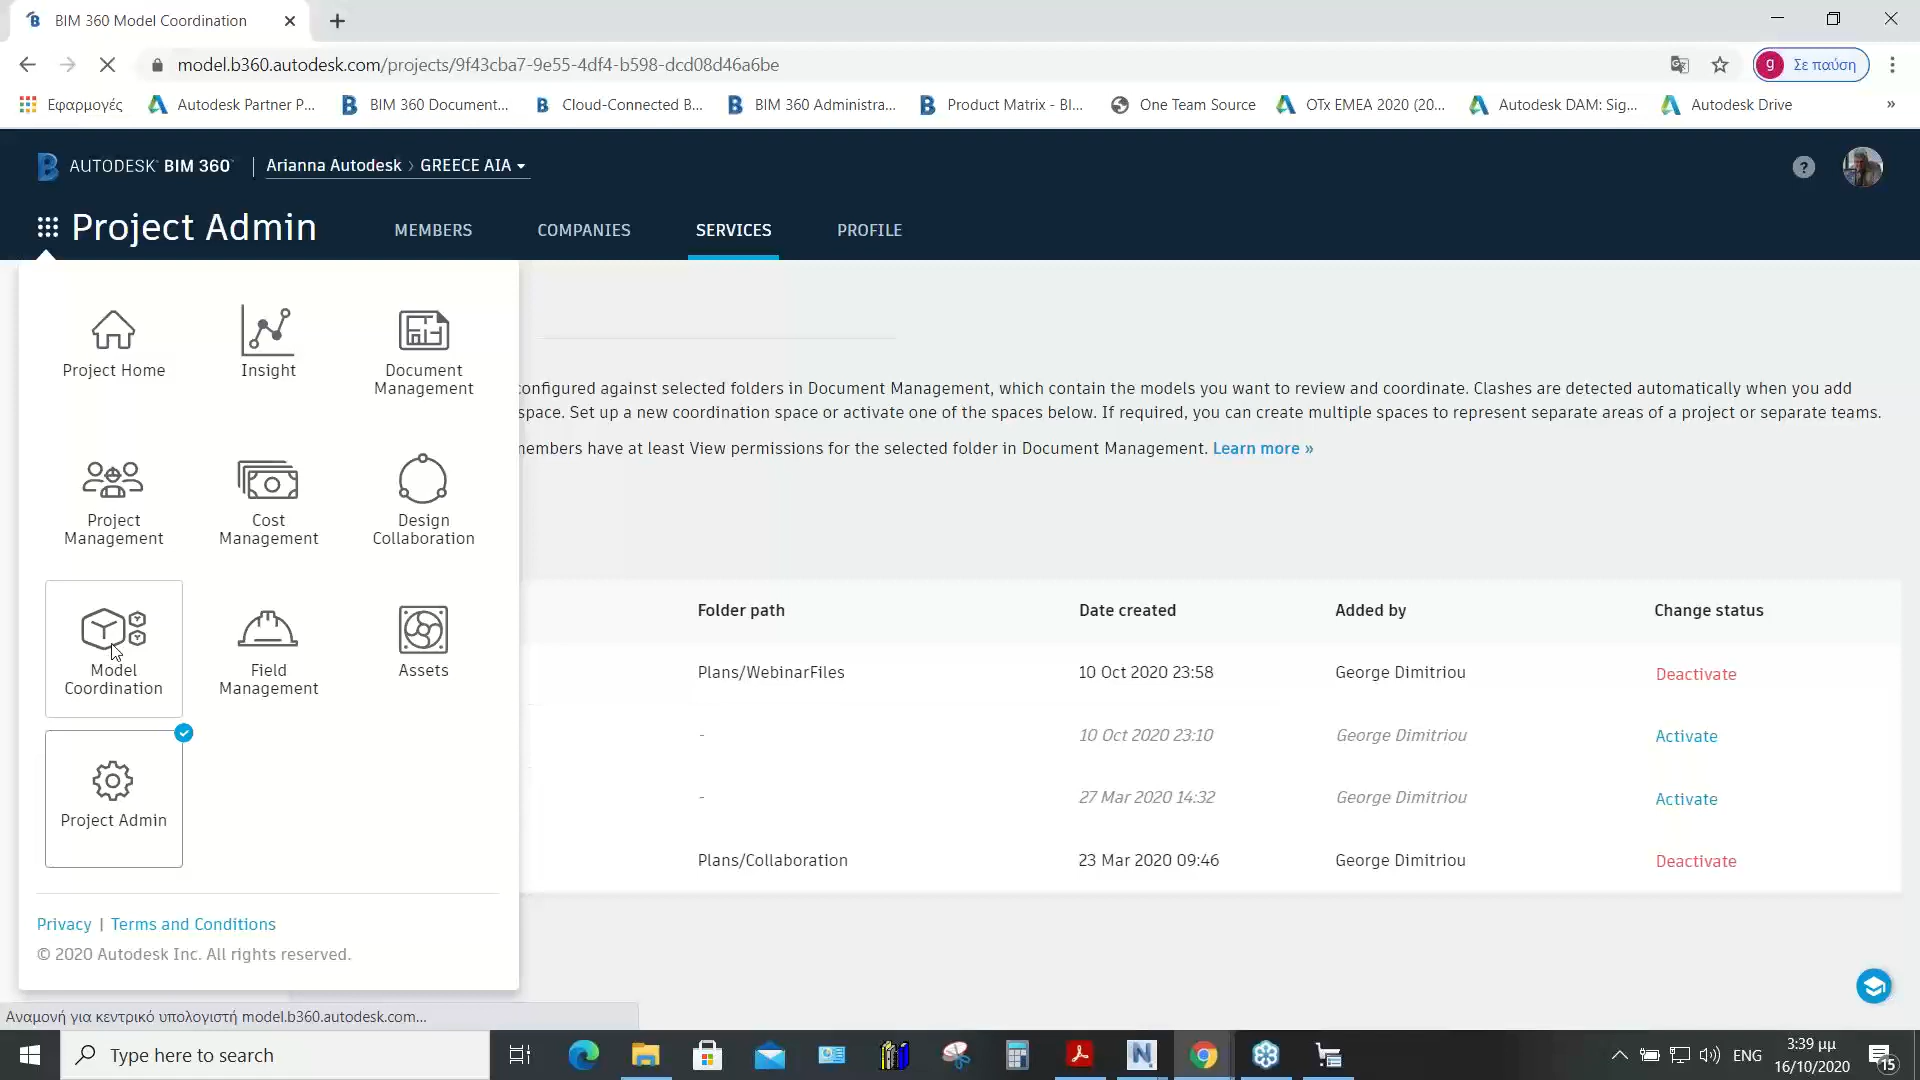 BIM 360 Model Coordination
model.b360.autodesk.com/projects/9f43cba7-9e55-4df4-b598-dcd08d46a6be
g Σε παύση
Εφαρμογές
Autodesk Partner P...
BIM 360 Document...
Cloud-Connected B...
BIM 360 Administra...
Product Matrix - BI...
One Team Source
OTx EMEA 2020 (20...
Autodesk DAM: Sig...
Autodesk Drive
»
AUTODESK BIM 360 | Arianna Autodesk > GREECE AIA
?
Project Admin
MEMBERS
COMPANIES
SERVICES
PROFILE
Project Home
Insight
Document
Management
Project
Management
Cost
Management
Design
Collaboration
Model
Coordination
Field
Management
Assets
Project Admin
Privacy | Terms and Conditions
© 2020 Autodesk Inc. All rights reserved.
configured against selected folders in Document Management, which contain the models you want to review and coordinate. Clashes are detected automatically when you add
space. Set up a new coordination space or activate one of the spaces below. If required, you can create multiple spaces to represent separate areas of a project or separate teams.
members have at least View permissions for the selected folder in Document Management. Learn more »
Folder path Date created Added by Change status
Plans/WebinarFiles 10 Oct 2020 23:58 George Dimitriou Deactivate
- 10 Oct 2020 23:10 George Dimitriou Activate
- 27 Mar 2020 14:32 George Dimitriou Activate
Plans/Collaboration 23 Mar 2020 09:46 George Dimitriou Deactivate
Αναμονή για κεντρικό υπολογιστή model.b360.autodesk.com...
Type here to search
ENG
3:39 μμ
16/10/2020
15